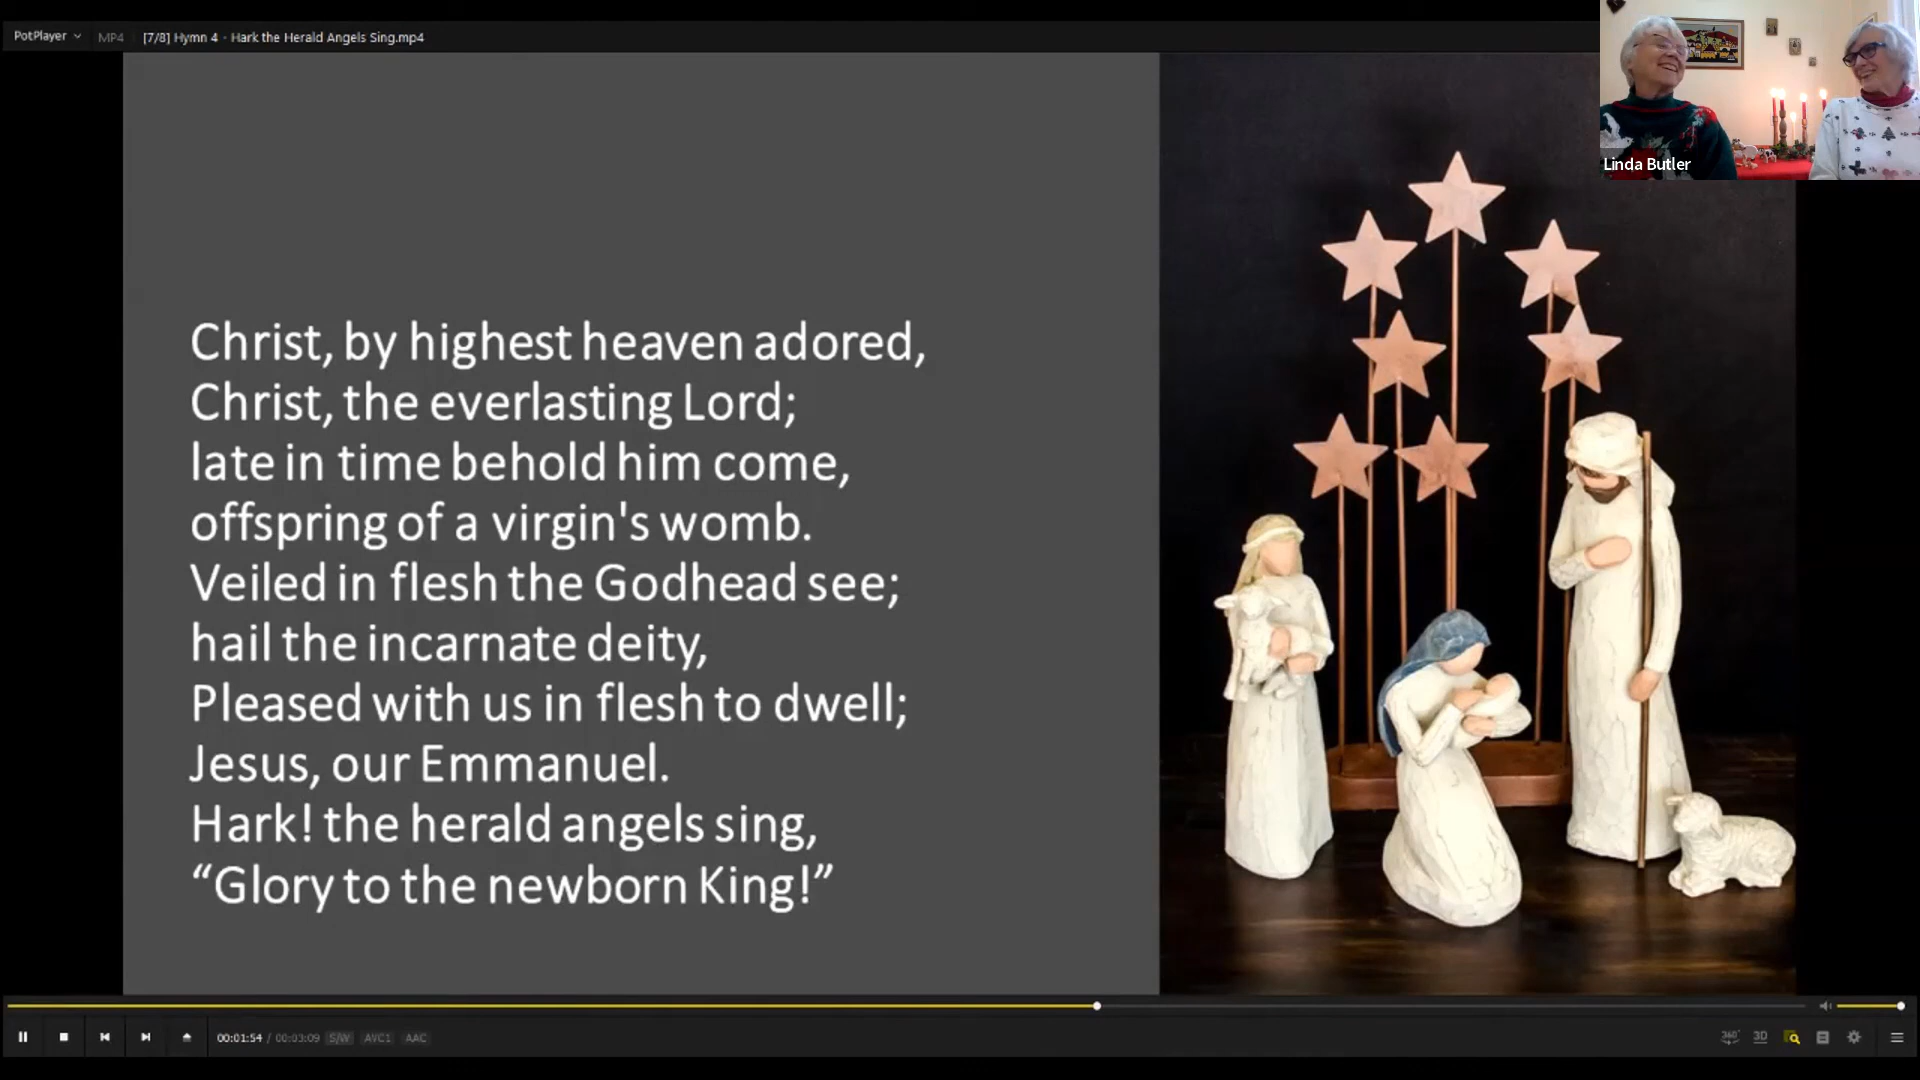 PotPlayer
MP4
[7/8] Hymn 4 - Hark the Herald Angels Sing.mp4
Linda Butler
Christ, by highest heaven adored,
Christ, the everlasting Lord;
late in time behold him come,
offspring of a virgin's womb.
Veiled in flesh the Godhead see;
hail the incarnate deity,
Pleased with us in flesh to dwell;
Jesus, our Emmanuel.
Hark! the herald angels sing,
“Glory to the newborn King!”
00:01:54 / 00:03:09 S/W AVC1 AAC
360° 3D